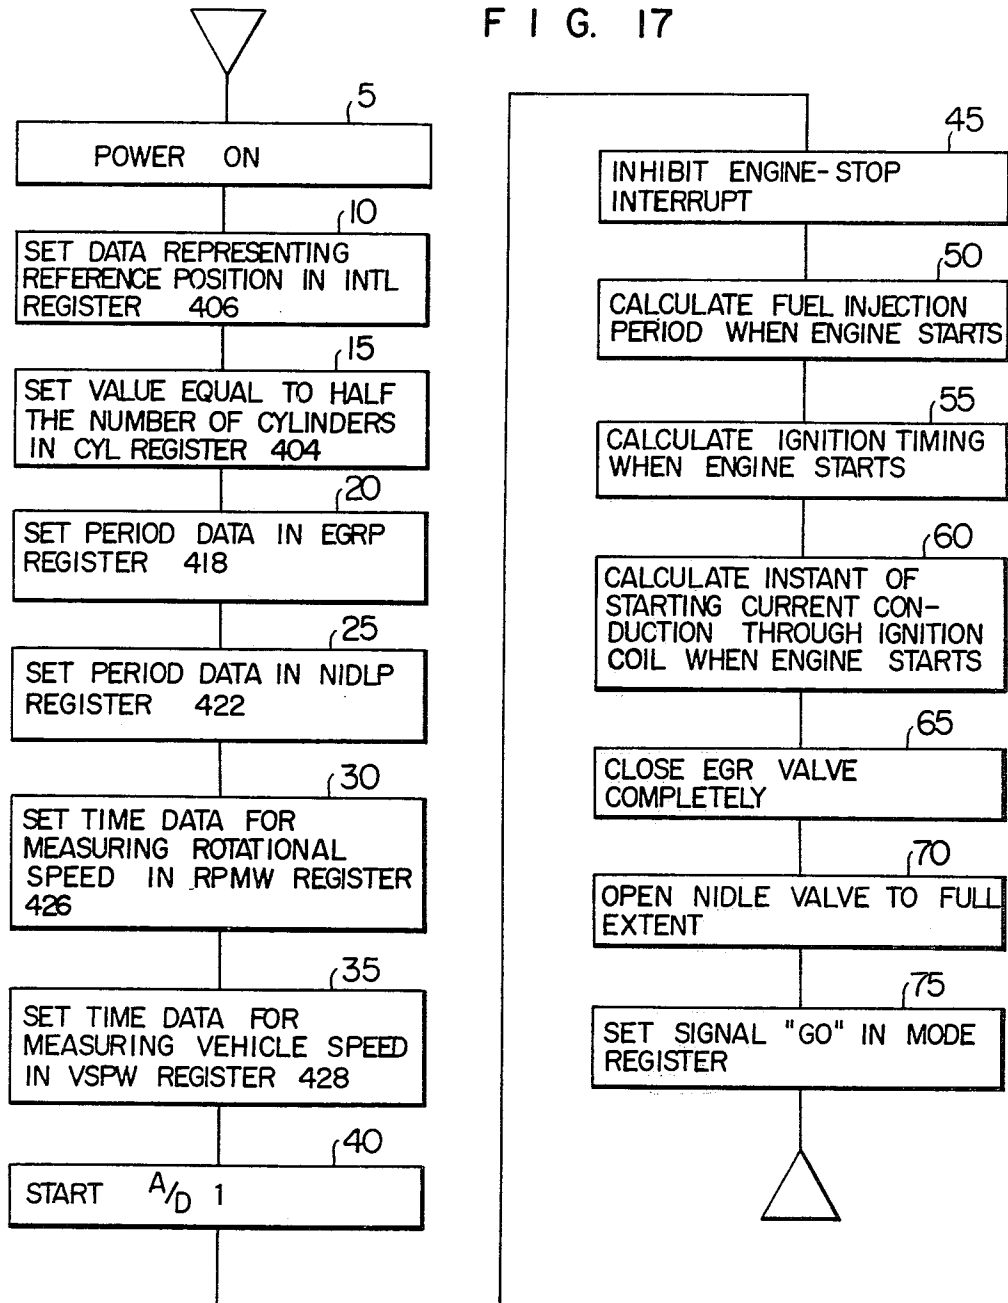 F I G. 17
5
POWER ON
10
SET DATA REPRESENTING
REFERENCE POSITION IN INTL
REGISTER 406
15
SET VALUE EQUAL TO HALF
THE NUMBER OF CYLINDERS
IN CYL REGISTER 404
20
SET PERIOD DATA IN EGRP
REGISTER 418
25
SET PERIOD DATA IN NIDLP
REGISTER 422
30
SET TIME DATA FOR
MEASURING ROTATIONAL
SPEED IN RPMW REGISTER
426
35
SET TIME DATA FOR
MEASURING VEHICLE SPEED
IN VSPW REGISTER 428
40
START A/D 1
45
INHIBIT ENGINE-STOP
INTERRUPT
50
CALCULATE FUEL INJECTION
PERIOD WHEN ENGINE STARTS
55
CALCULATE IGNITION TIMING
WHEN ENGINE STARTS
60
CALCULATE INSTANT OF
STARTING CURRENT CON-
DUCTION THROUGH IGNITION
COIL WHEN ENGINE STARTS
65
CLOSE EGR VALVE
COMPLETELY
70
OPEN NIDLE VALVE TO FULL
EXTENT
75
SET SIGNAL "GO" IN MODE
REGISTER